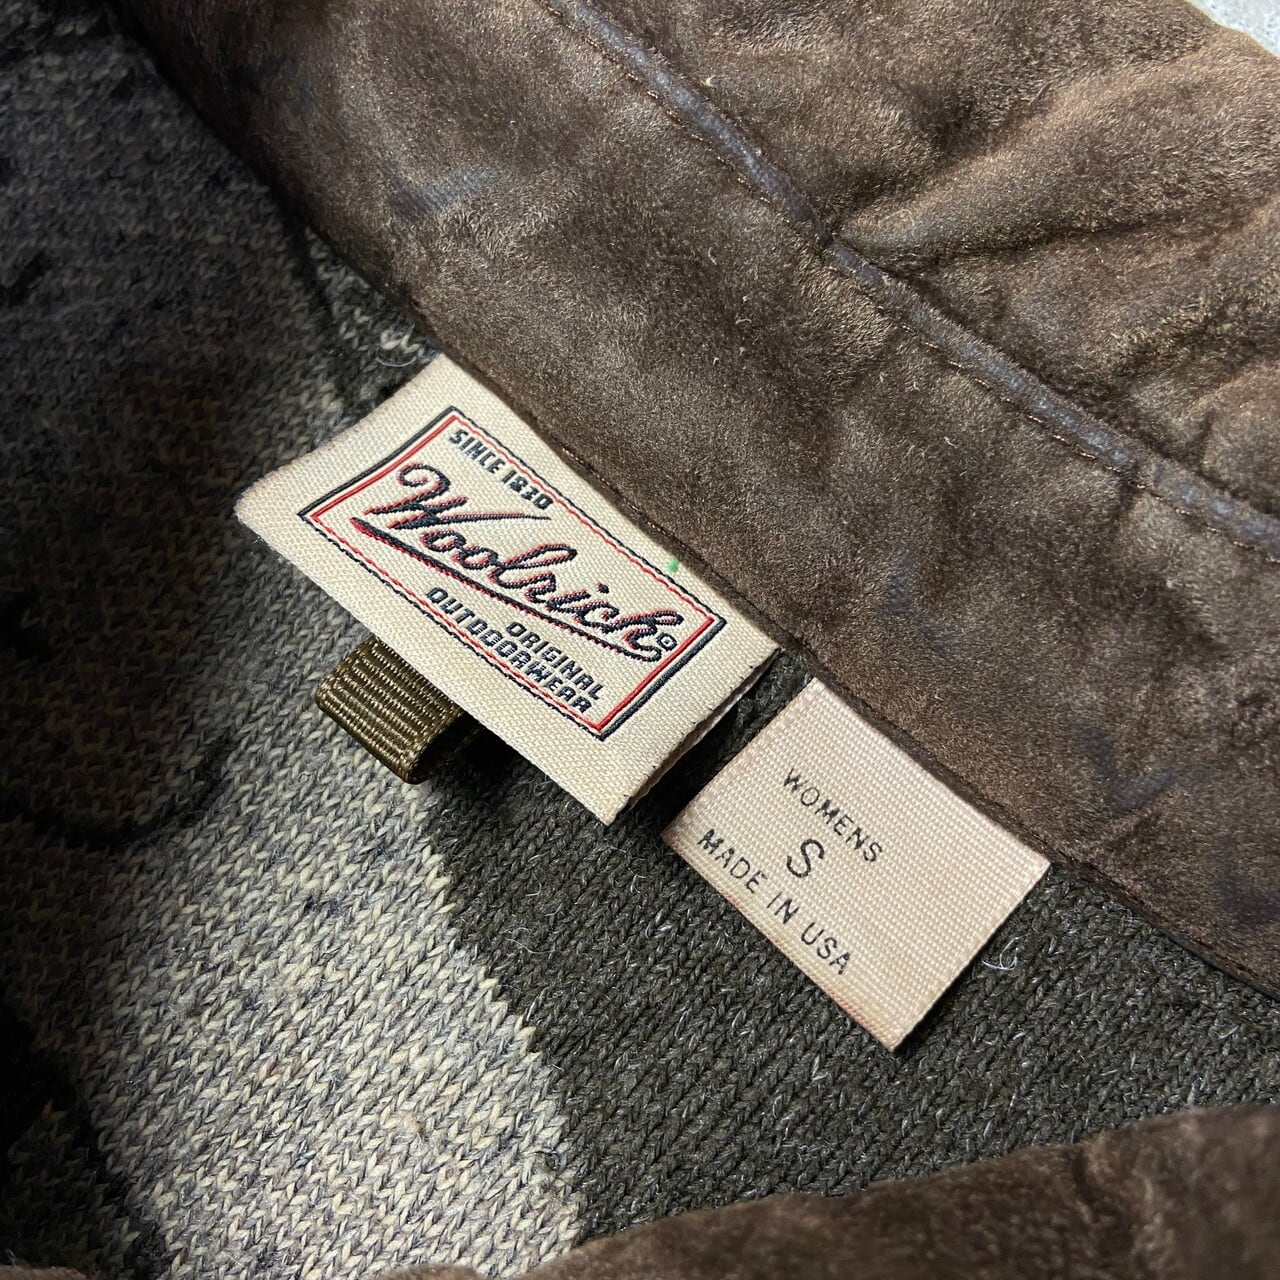 SINCE 1830
Woolrich®
ORIGINAL
OUTDOORWEAR
WOMENS
S
MADE IN USA